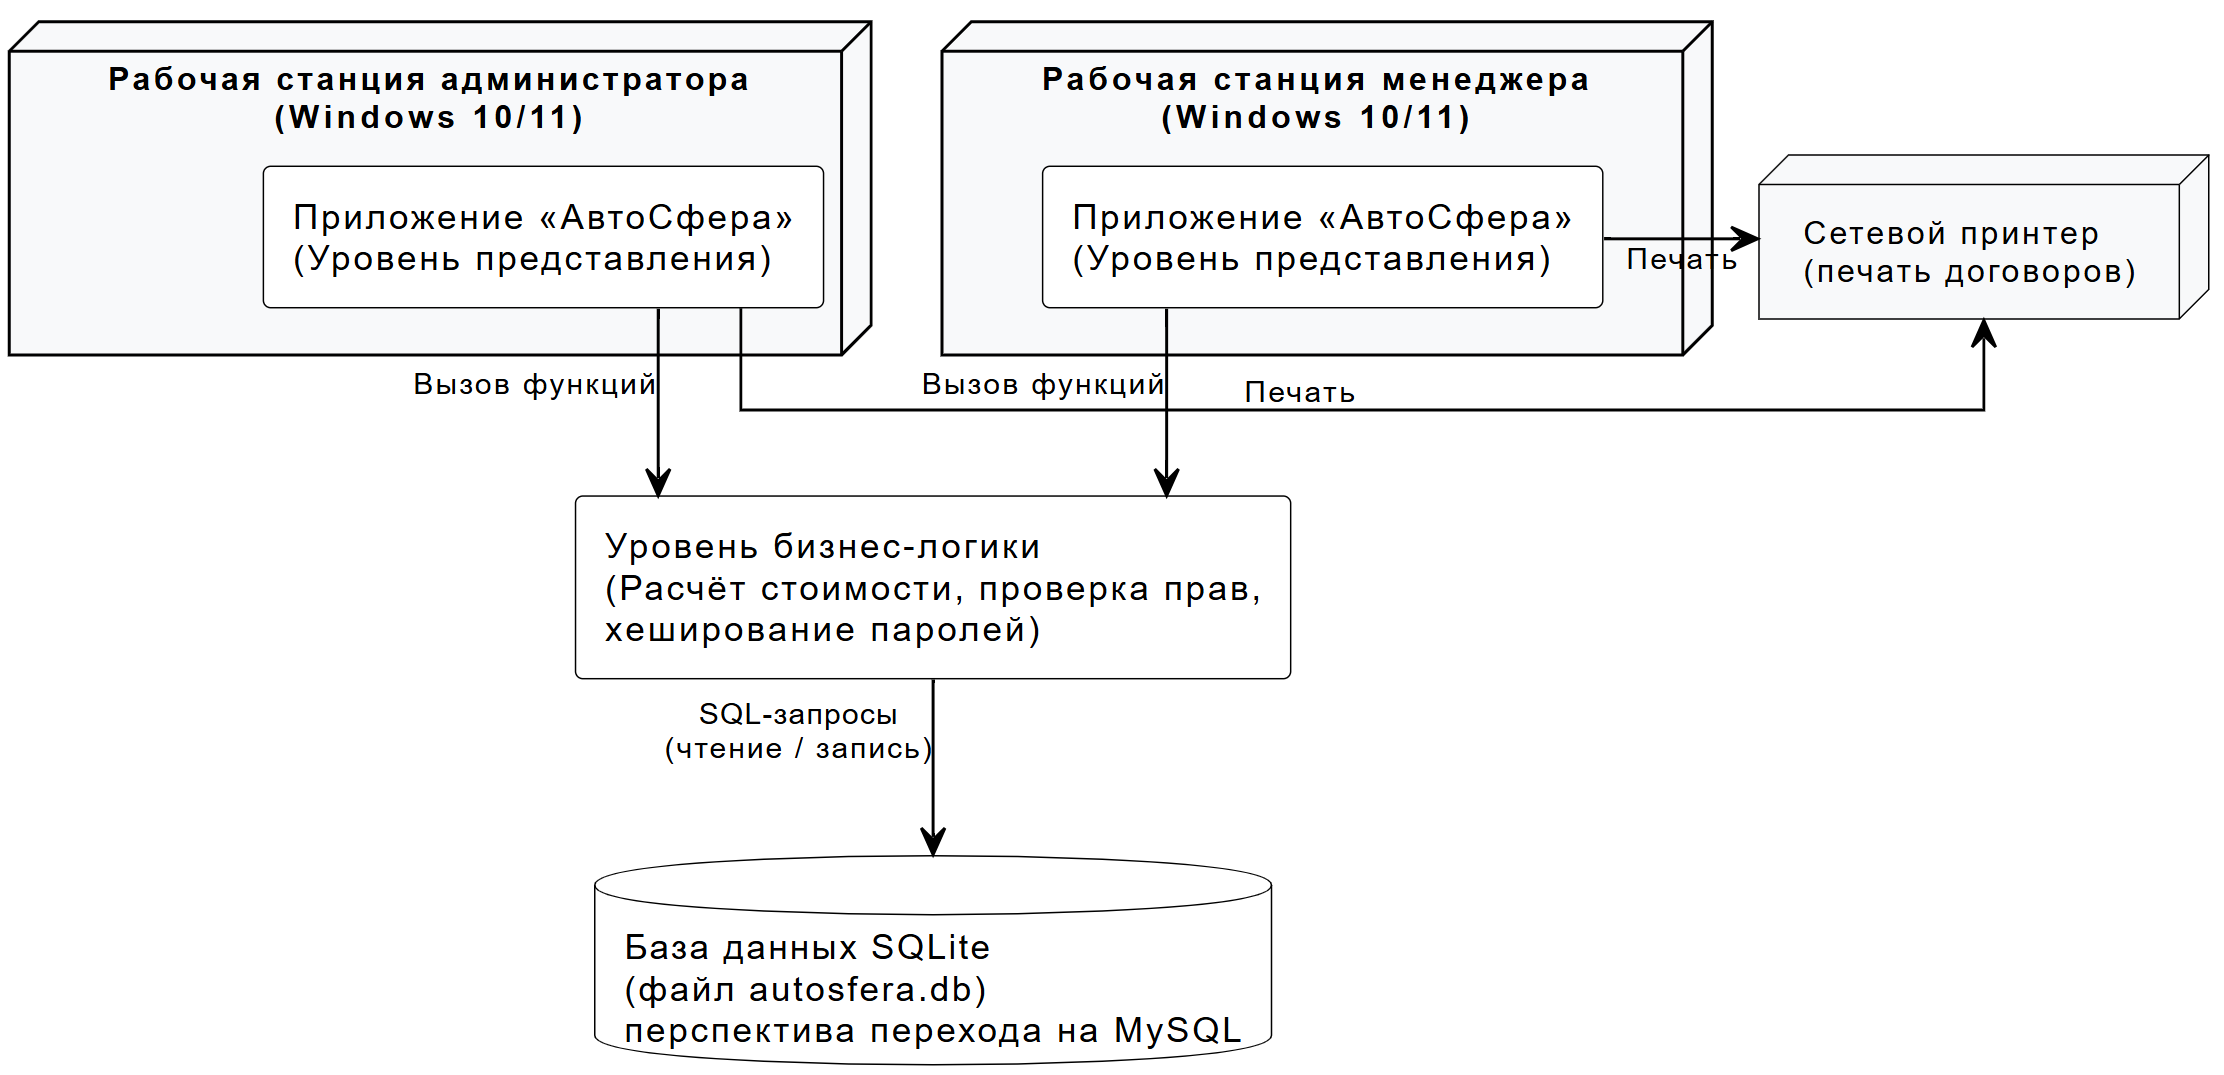 Рабочая станция администратора
(Windows 10/11)
Приложение «АвтоСфера»
(Уровень представления)
Рабочая станция менеджера
(Windows 10/11)
Приложение «АвтоСфера»
(Уровень представления)
Печать
Сетевой принтер
(печать договоров)
Вызов функций
Вызов функций
Печать
Уровень бизнес-логики
(Расчёт стоимости, проверка прав,
хеширование паролей)
SQL-запросы
(чтение / запись)
База данных SQLite
(файл autosfera.db)
перспектива перехода на MySQL